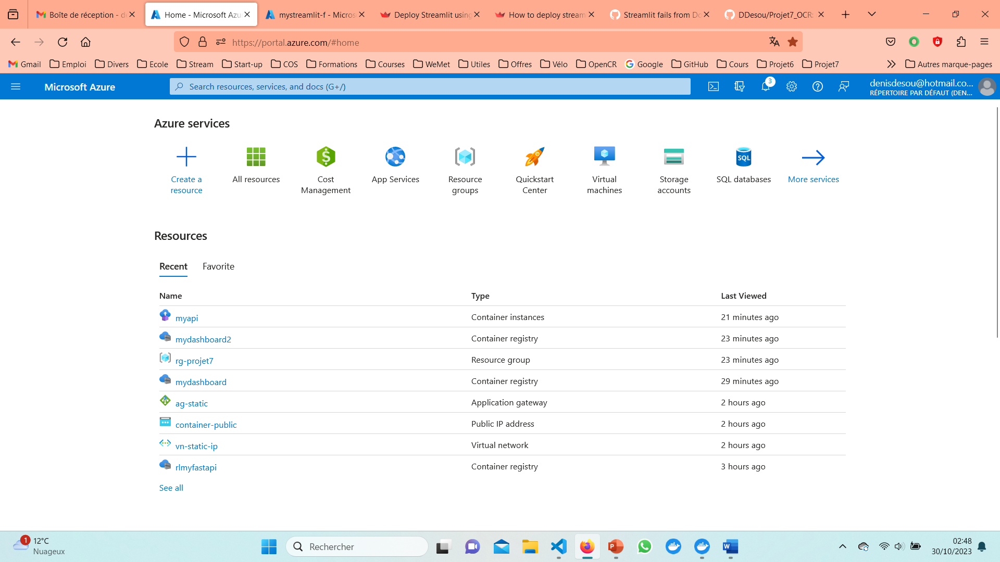 Boîte de réception - d
Home - Microsoft Azu
mystreamlit-f - Micros
Deploy Streamlit using
How to deploy stream
Streamlit fails from Do
DDesou/Projet7_OCR:
https://portal.azure.com/#home
Gmail
Emploi
Divers
Ecole
Stream
Start-up
COS
Formations
Courses
WeMet
Utiles
Offres
Vélo
OpenCR
Google
GitHub
Cours
Projet6
Projet7
Autres marque-pages
Microsoft Azure
Search resources, services, and docs (G+/)
3
denisdesou@hotmail.co...
RÉPERTOIRE PAR DÉFAUT (DEN...
Azure services
Create a resource
All resources
Cost Management
App Services
Resource groups
Quickstart Center
Virtual machines
Storage accounts
SQL
SQL databases
More services
Resources
Recent
Favorite
Name Type Last Viewed
myapi Container instances 21 minutes ago
mydashboard2 Container registry 23 minutes ago
rg-projet7 Resource group 23 minutes ago
mydashboard Container registry 29 minutes ago
ag-static Application gateway 2 hours ago
container-public Public IP address 2 hours ago
vn-static-ip Virtual network 2 hours ago
rlmyfastapi Container registry 3 hours ago
See all
1
12°C
Nuageux
Rechercher
02:48
30/10/2023